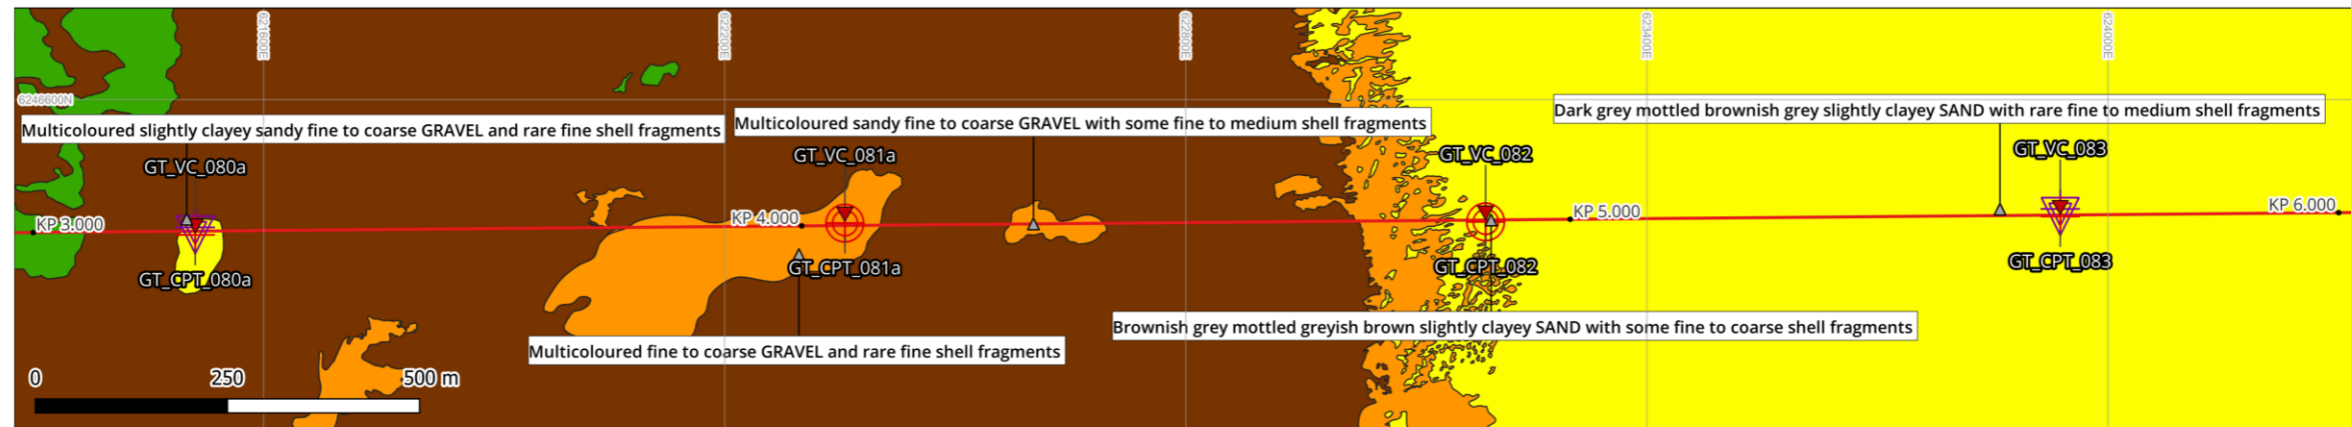 621600E
622200E
622800E
623400E
624000E
6246600N
Multicoloured slightly clayey sandy fine to coarse GRAVEL and rare fine shell fragments
Multicoloured sandy fine to coarse GRAVEL with some fine to medium shell fragments
Dark grey mottled brownish grey slightly clayey SAND with rare fine to medium shell fragments
GT_VC_080a
GT_VC_081a
GT_VC_082
GT_VC_083
KP 3.000
KP 4.000
KP 5.000
KP 6.000
GT_CPT_080a
GT_CPT_081a
GT_CPT_082
GT_CPT_083
Brownish grey mottled greyish brown slightly clayey SAND with some fine to coarse shell fragments
Multicoloured fine to coarse GRAVEL and rare fine shell fragments
0 250 500 m